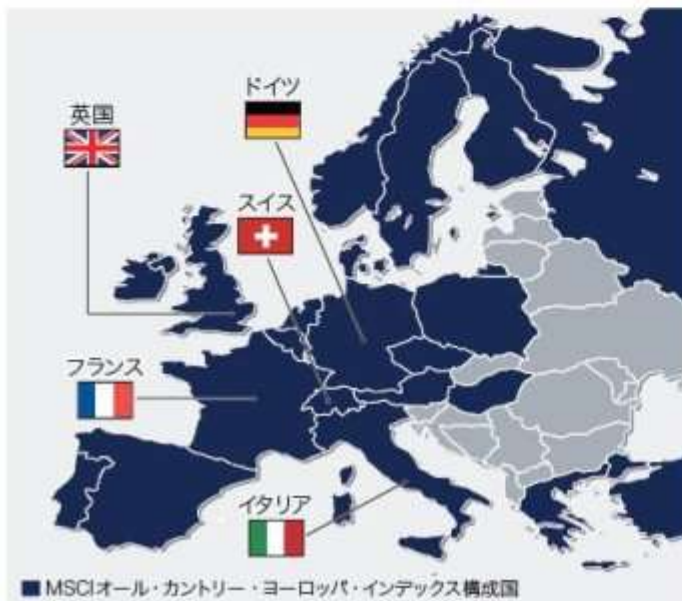 ドイツ
英国
スイス
フランス
イタリア
■ MSCIオール・カントリー・ヨーロッパ・インデックス構成国